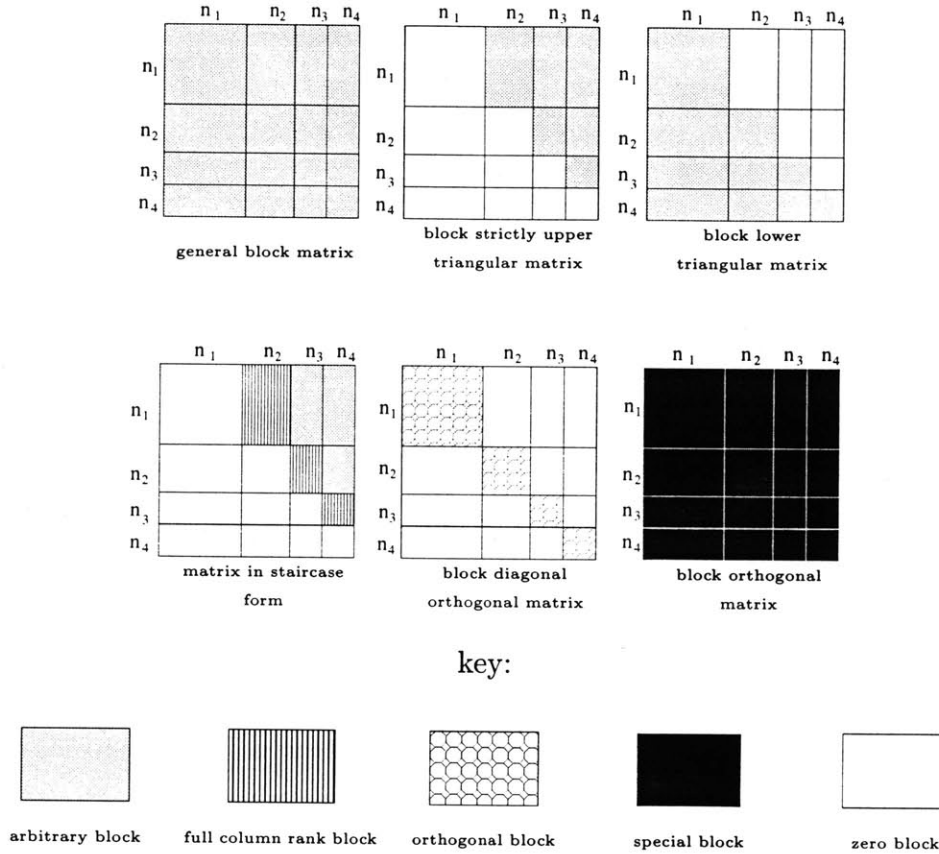 n1 n2 n3 n4
n1 n2 n3 n4
n1 n2 n3 n4
n1
n2
n3
n4
n1
n2
n3
n4
n1
n2
n3
n4
general block matrix
block strictly upper
triangular matrix
block lower
triangular matrix
n1 n2 n3 n4
n1 n2 n3 n4
n1 n2 n3 n4
n1
n2
n3
n4
n1
n2
n3
n4
n1
n2
n3
n4
matrix in staircase
form
block diagonal
orthogonal matrix
block orthogonal
matrix
key:
arbitrary block
full column rank block
orthogonal block
special block
zero block